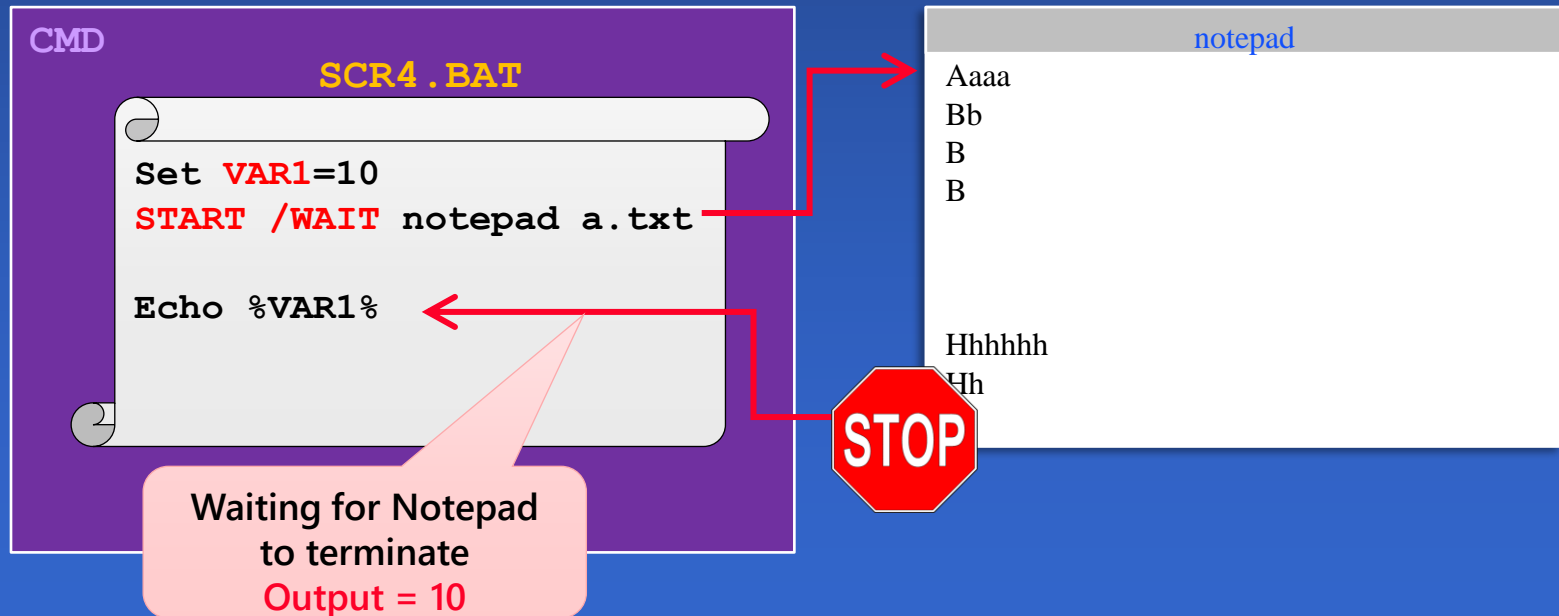 CMD
SCR4.BAT
Set VAR1=10
START /WAIT notepad a.txt
Echo %VAR1%
Waiting for Notepad
to terminate
Output = 10
notepad
Aaaa
Bb
B
B
Hhhhhh
Hh
STOP